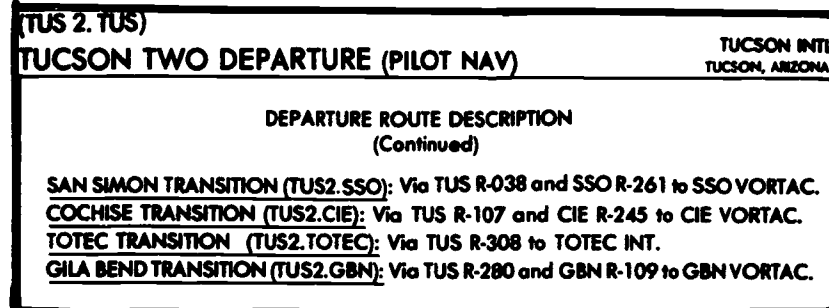 (TUS 2. TUS)
TUCSON TWO DEPARTURE (PILOT NAV)
TUCSON INTE
TUCSON, ARIZONA
DEPARTURE ROUTE DESCRIPTION
(Continued)
SAN SIMON TRANSITION (TUS2.SSO): Via TUS R-038 and SSO R-261 to SSO VORTAC.
COCHISE TRANSITION (TUS2.CIE): Via TUS R-107 and CIE R-245 to CIE VORTAC.
TOTEC TRANSITION (TUS2.TOTEC): Via TUS R-308 to TOTEC INT.
GILA BEND TRANSITION (TUS2.GBN): Via TUS R-280 and GBN R-109 to GBN VORTAC.